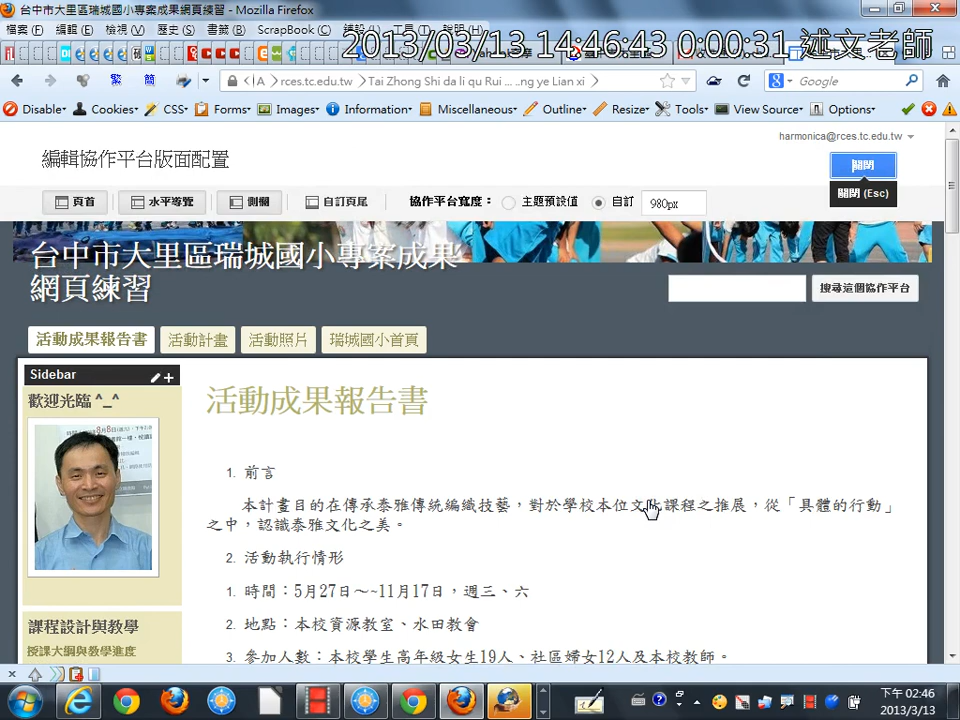 台中市大里區瑞城國小專案成果網頁練習 - Mozilla Firefox
檔案(F) 編輯(E) 檢視(V) 歷史(S) 書籤(B) ScrapBook(C) 工具(T) 說明(H)
2013/03/13 14:46:43 0:00:31 述文老師
繁 簡 A rces.tc.edu.tw Tai Zhong Shi da li qu Rui ... ng ye Lian xi Google
Disable Cookies CSS Forms Images Information Miscellaneous Outline Resize Tools View Source Options
harmonica@rces.tc.edu.tw
編輯協作平台版面配置
關閉
關閉 (Esc)
頁首 水平導覽 側欄 自訂頁尾 協作平台寬度： 主題預設值 自訂 980px
台中市大里區瑞城國小專案成果
網頁練習
搜尋這個協作平台
活動成果報告書 活動計畫 活動照片 瑞城國小首頁
Sidebar
歡迎光臨 ^_^
活動成果報告書
1. 前言
本計畫目的在傳承泰雅傳統編織技藝，對於學校本位文化課程之推展，從「具體的行動」
之中，認識泰雅文化之美。
2. 活動執行情形
1. 時間：5月27日～~11月17日，週三、六
2. 地點：本校資源教室、水田教會
課程設計與教學
授課大綱與教學進度
3. 參加人數：本校學生高年級女生19人、社區婦女12人及本校教師。
下午 02:46
2013/3/13